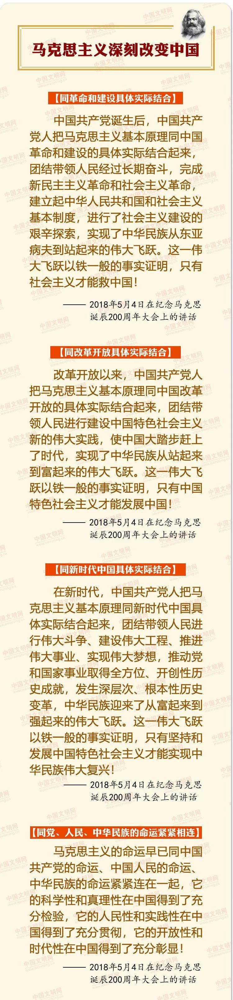 马克思主义深刻改变中国
【同革命和建设具体实际结合】
中国共产党诞生后，中国共产
党人把马克思主义基本原理同中国
革命和建设的具体实际结合起来，
团结带领人民经过长期奋斗，完成
新民主主义革命和社会主义革命，
建立起中华人民共和国和社会主义
基本制度，进行了社会主义建设的
艰辛探索，实现了中华民族从东亚
病夫到站起来的伟大飞跃。这一伟
大飞跃以铁一般的事实证明，只有
社会主义才能救中国！
—— 2018年5月4日在纪念马克思
诞辰200周年大会上的讲话
【同改革开放具体实际结合】
改革开放以来，中国共产党人
把马克思主义基本原理同中国改革
开放的具体实际结合起来，团结带
领人民进行建设中国特色社会主义
新的伟大实践，使中国大踏步赶上
了时代，实现了中华民族从站起来
到富起来的伟大飞跃。这一伟大飞
跃以铁一般的事实证明，只有中国
特色社会主义才能发展中国！
—— 2018年5月4日在纪念马克思
诞辰200周年大会上的讲话
【同新时代中国具体实际结合】
在新时代，中国共产党人把马
克思主义基本原理同新时代中国具
体实际结合起来，团结带领人民进
行伟大斗争、建设伟大工程、推进
伟大事业、实现伟大梦想，推动党
和国家事业取得全方位、开创性历
史成就，发生深层次、根本性历史
变革，中华民族迎来了从富起来到
强起来的伟大飞跃。这一伟大飞跃
以铁一般的事实证明，只有坚持和
发展中国特色社会主义才能实现中
华民族伟大复兴！
—— 2018年5月4日在纪念马克思
诞辰200周年大会上的讲话
【同党、人民、中华民族的命运紧紧相连】
马克思主义的命运早已同中国
共产党的命运、中国人民的命运、
中华民族的命运紧紧连在一起，它
的科学性和真理性在中国得到了充
分检验，它的人民性和实践性在中
国得到了充分贯彻，它的开放性和
时代性在中国得到了充分彰显！
—— 2018年5月4日在纪念马克思
诞辰200周年大会上的讲话
中国文明网
www.wenming.cn